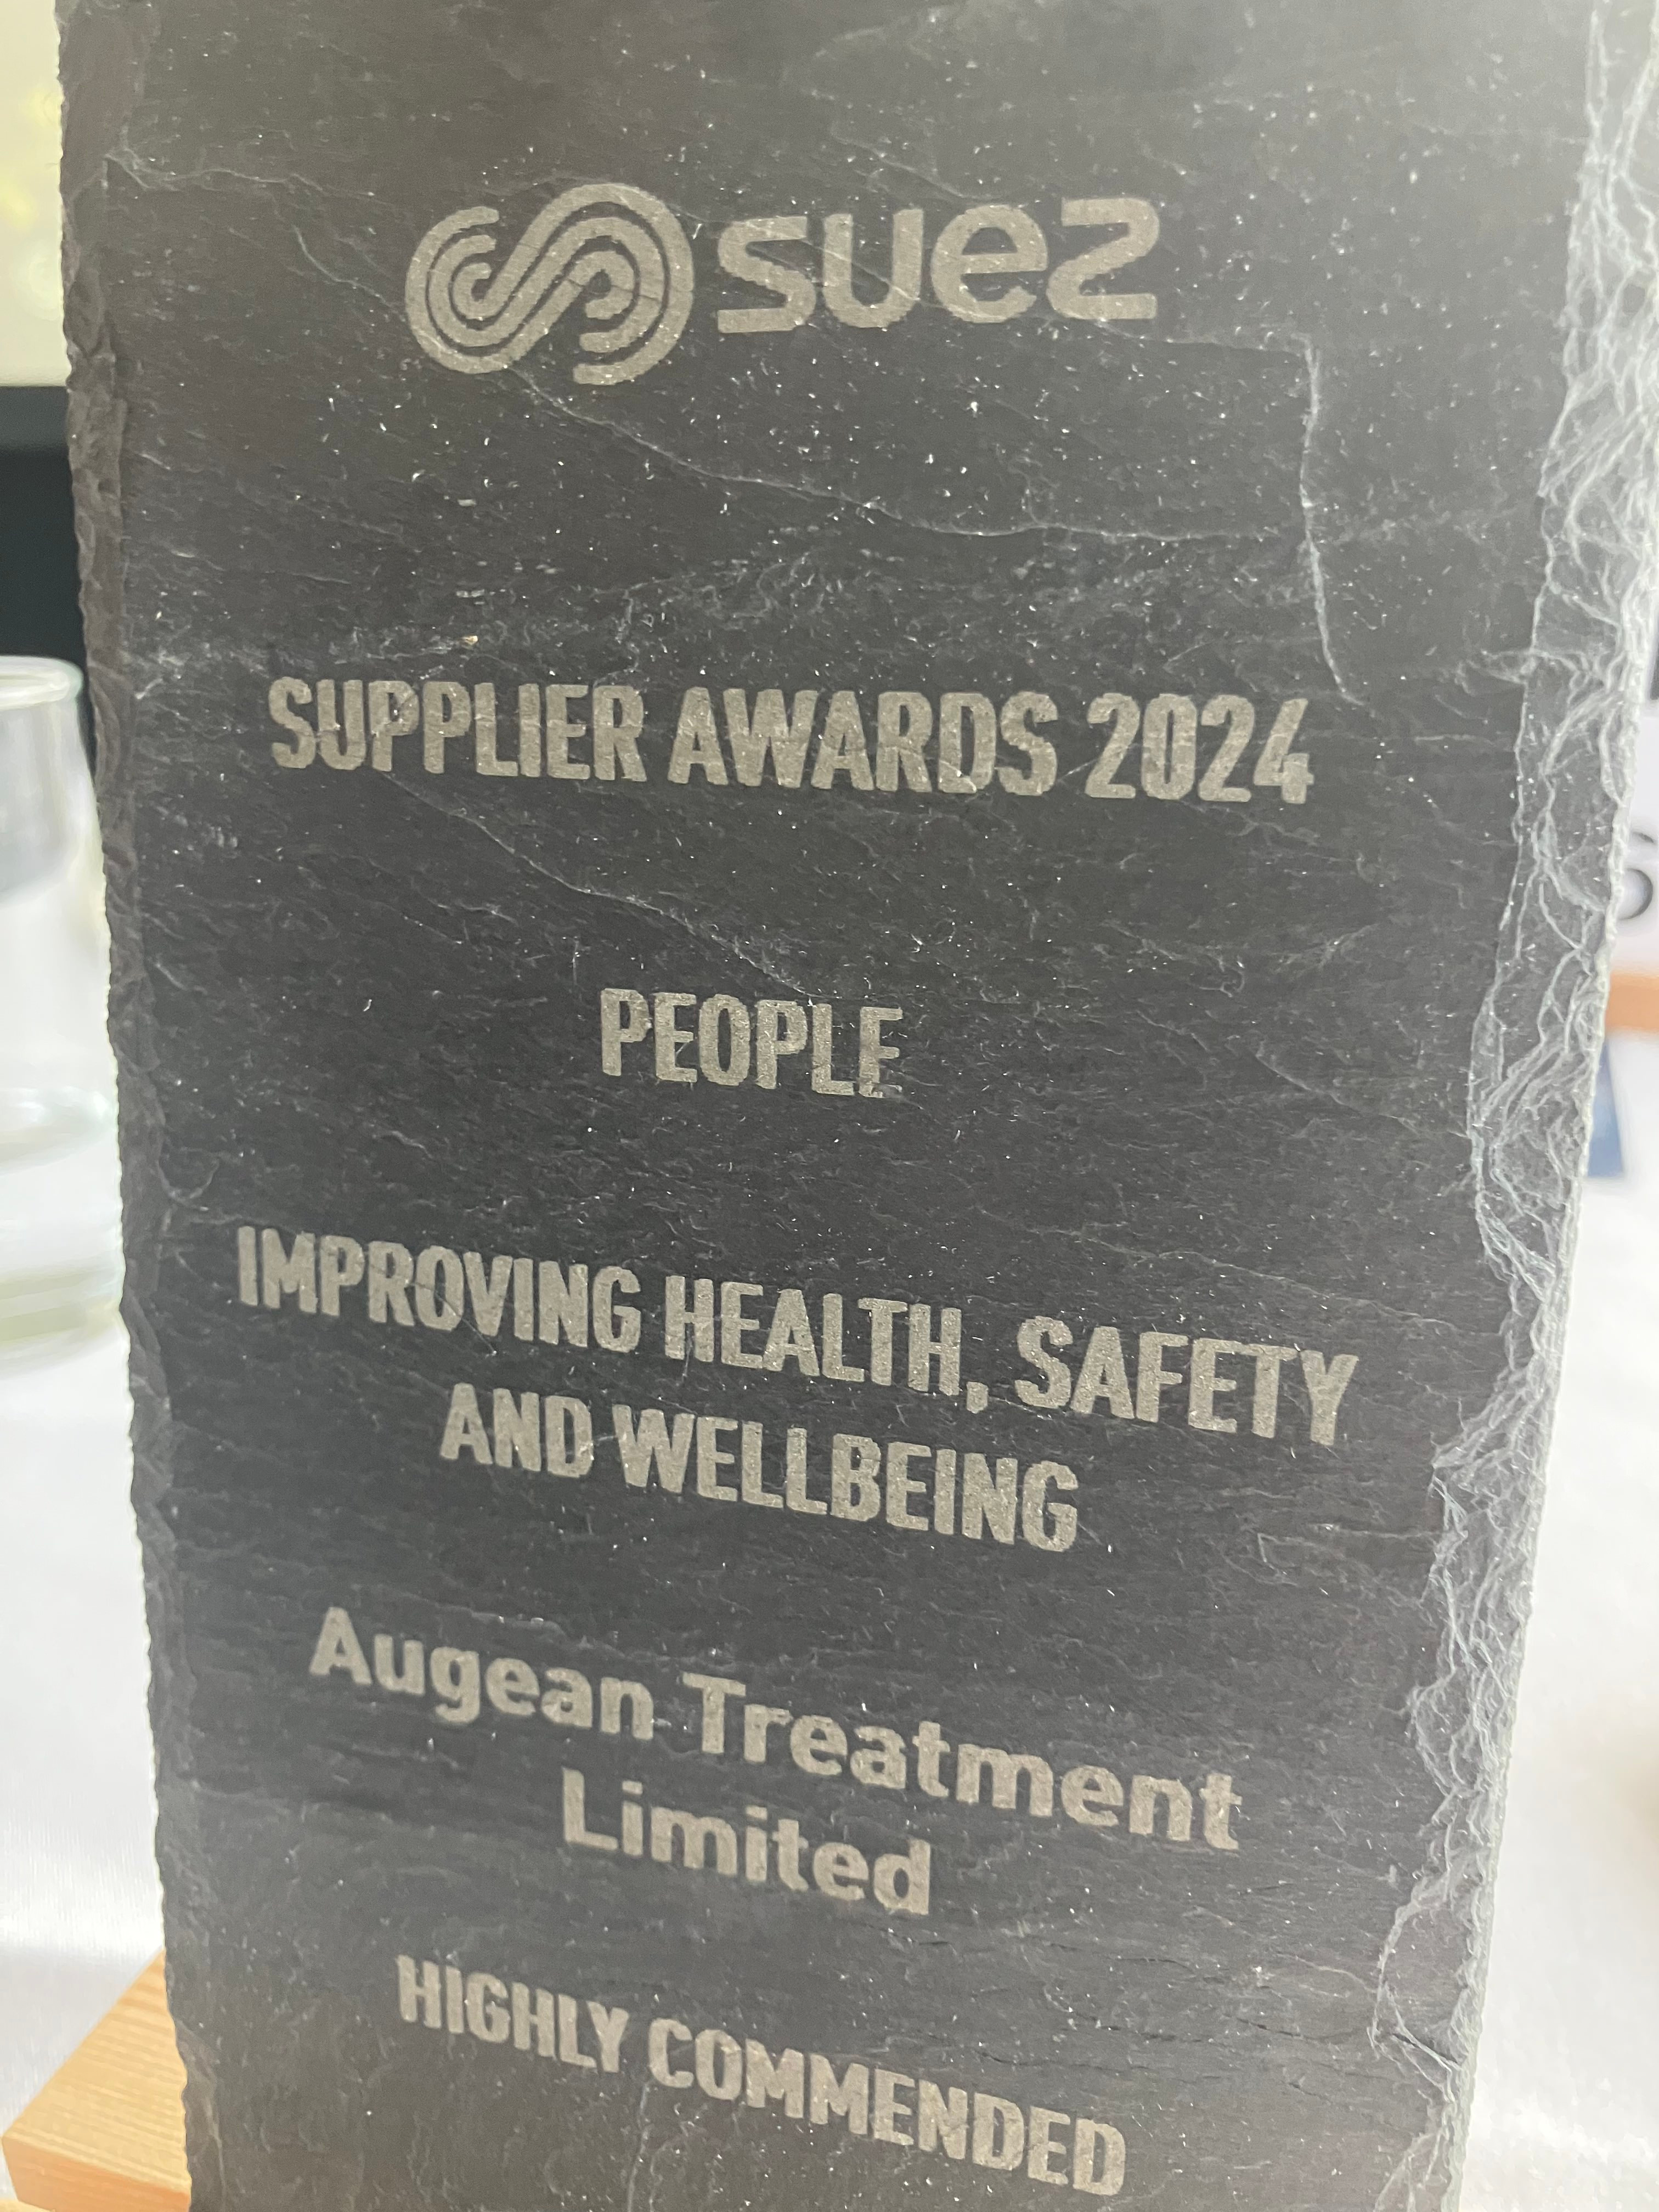 suez
SUPPLIER AWARDS 2024
PEOPLE
IMPROVING HEALTH, SAFETY
AND WELLBEING
Augean Treatment
Limited
HIGHLY COMMENDED